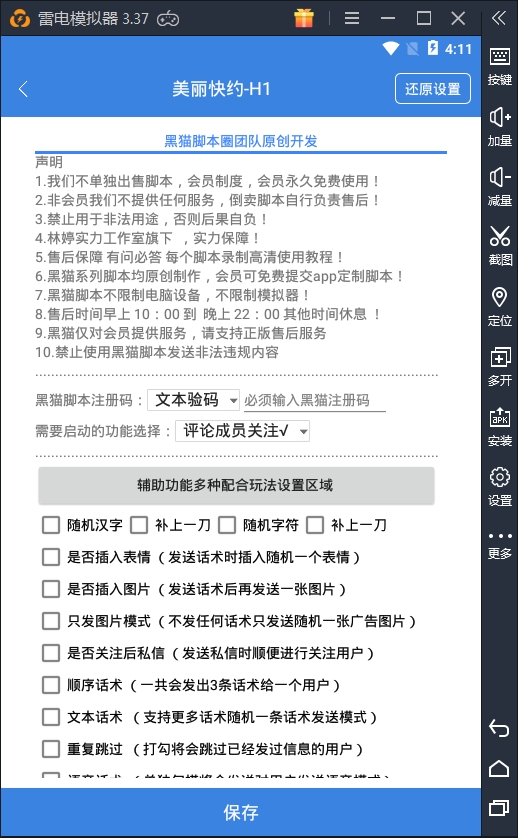 雷电模拟器 3.37
4:11
美丽快约-H1
还原设置
黑猫脚本圈团队原创开发
声明
1.我们不单独出售脚本，会员制度，会员永久免费使用！
2.非会员我们不提供任何服务，倒卖脚本自行负责售后！
3.禁止用于非法用途，否则后果自负！
4.林婷实力工作室旗下 ，实力保障！
5.售后保障 有问必答 每个脚本录制高清使用教程！
6.黑猫系列脚本均原创制作，会员可免费提交app定制脚本！
7.黑猫脚本不限制电脑设备，不限制模拟器！
8.售后时间早上 10：00 到 晚上 22：00 其他时间休息 ！
9.黑猫仅对会员提供服务，请支持正版售后服务
10.禁止使用黑猫脚本发送非法违规内容
黑猫脚本注册码：文本验码 必须输入黑猫注册码
需要启动的功能选择：评论成员关注√
辅助功能多种配合玩法设置区域
随机汉字 补上一刀 随机字符 补上一刀
是否插入表情（发送话术时插入随机一个表情）
是否插入图片（发送话术后再发送一张图片）
只发图片模式（不发任何话术只发送随机一张广告图片）
是否关注后私信（发送私信时顺便进行关注用户）
顺序话术（一共会发出3条话术给一个用户）
文本话术（支持更多话术随机一条话术发送模式）
重复跳过（打勾将会跳过已经发过信息的用户）
保存
按键
加量
减量
截图
定位
多开
APK
安装
设置
更多